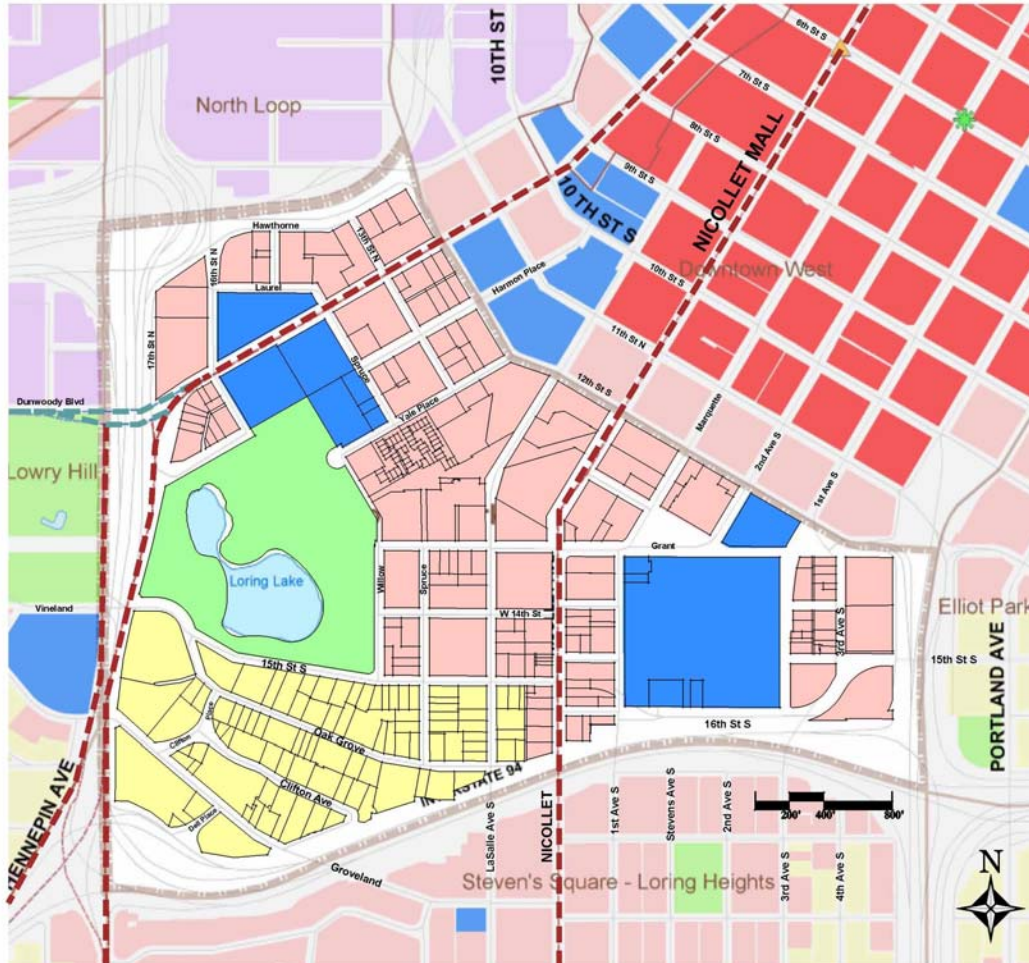 10TH ST
6th St S
North Loop
7th St S
8th St S
NICOLLET MALL
9th St S
10 TH ST S
Hawthorne
13th St N
16th St N
Downtown West
10th St S
Harmon Place
Laurel
11th St N
17th St N
Spruce
12th St S
Dunwoody Blvd
Yale Place
Marquette
2nd Ave S
1st Ave S
Lowry Hill
Grant
Loring Lake
Willow
Spruce
Vineland
W 14th St
3rd Ave S
Elliot Park
15th St S
15th St S
PORTLAND AVE
Place
16th St S
Oak Grove
Clifton
HENNEPIN AVE
Clifton Ave
INTERSTATE 94
Dell Place
LaSalle Ave S
NICOLLET
1st Ave S
Stevens Ave S
2nd Ave S
200' 400' 800'
Groveland
Steven's Square - Loring Heights
3rd Ave S
4th Ave S
N